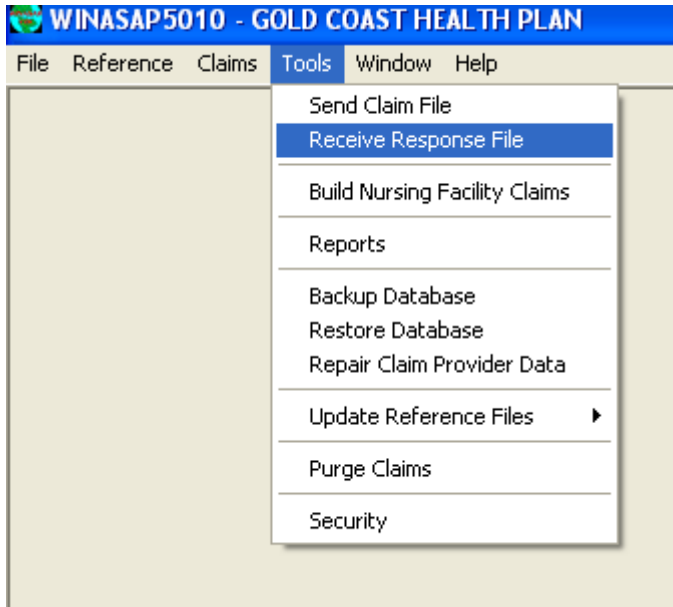 WINASAP5010 - GOLD COAST HEALTH PLAN
File Reference Claims Tools Window Help
Send Claim File
Receive Response File
Build Nursing Facility Claims
Reports
Backup Database
Restore Database
Repair Claim Provider Data
Update Reference Files
Purge Claims
Security